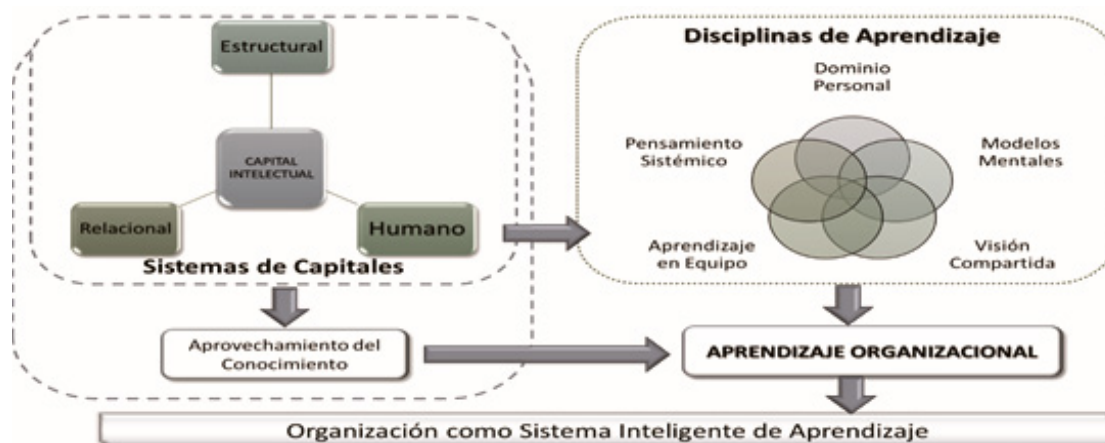 Estructural
CAPITAL
INTELECTUAL
Relacional
Humano
Sistemas de Capitales
Aprovechamiento del
Conocimiento
Disciplinas de Aprendizaje
Dominio
Personal
Pensamiento
Sistémico
Modelos
Mentales
Aprendizaje
en Equipo
Visión
Compartida
APRENDIZAJE ORGANIZACIONAL
Organización como Sistema Inteligente de Aprendizaje